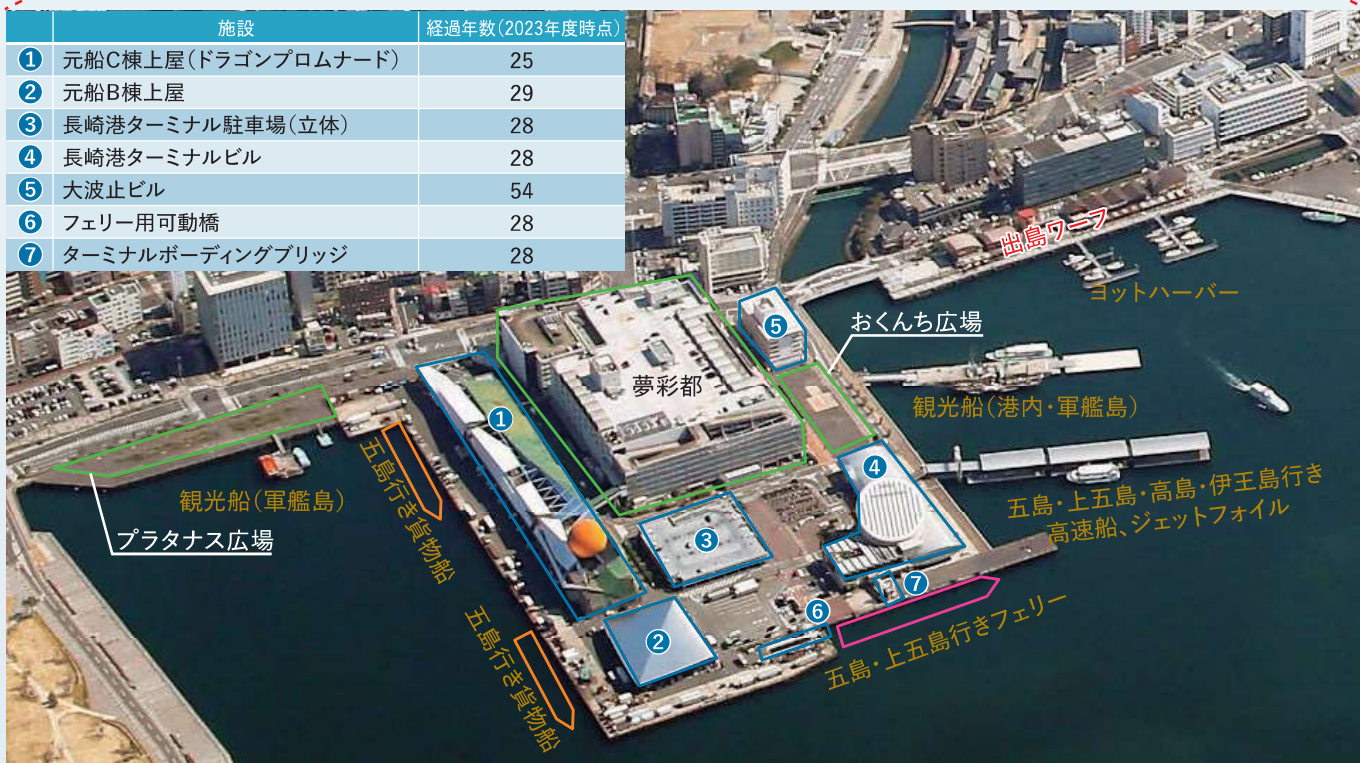 施設 経過年数(2023年度時点)
1 元船C棟上屋(ドラゴンプロムナード) 25
2 元船B棟上屋 29
3 長崎港ターミナル駐車場(立体) 28
4 長崎港ターミナルビル 28
5 大波止ビル 54
6 フェリー用可動橋 28
7 ターミナルボーディングブリッジ 28
出島ワーフ
ヨットハーバー
おくんち広場
5
夢彩都
観光船(港内・軍艦島)
1
4
五島行き貨物船
観光船(軍艦島)
五島・上五島・高島・伊王島行き
高速船、ジェットフォイル
プラタナス広場
3
7
6
2
五島行き貨物船
五島・上五島行きフェリー